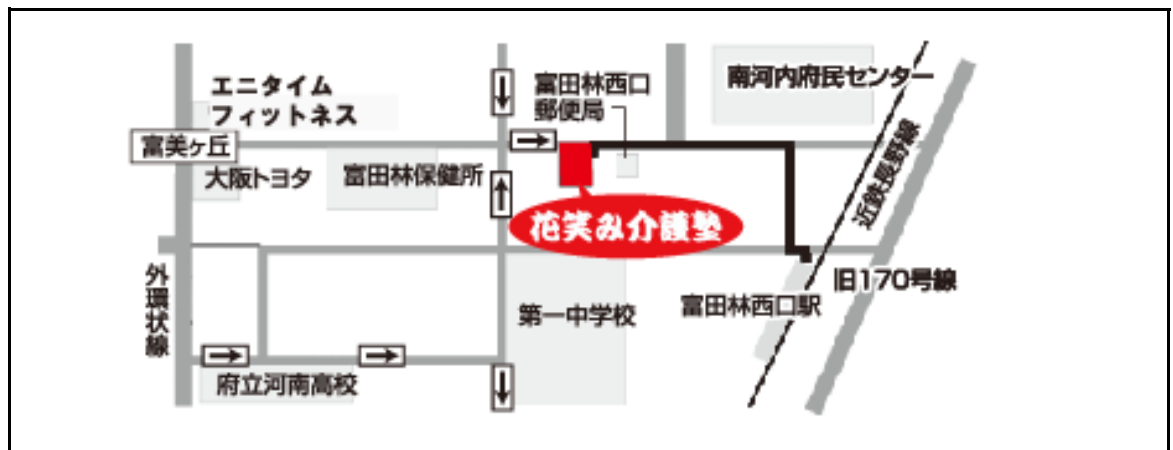 エニタイム
フィットネス
富田林西口
郵便局
南河内府民センター
富美ヶ丘
大阪トヨタ
富田林保健所
近鉄長野線
花笑み介護塾
外環状線
第一中学校
富田林西口駅
旧170号線
府立河南高校